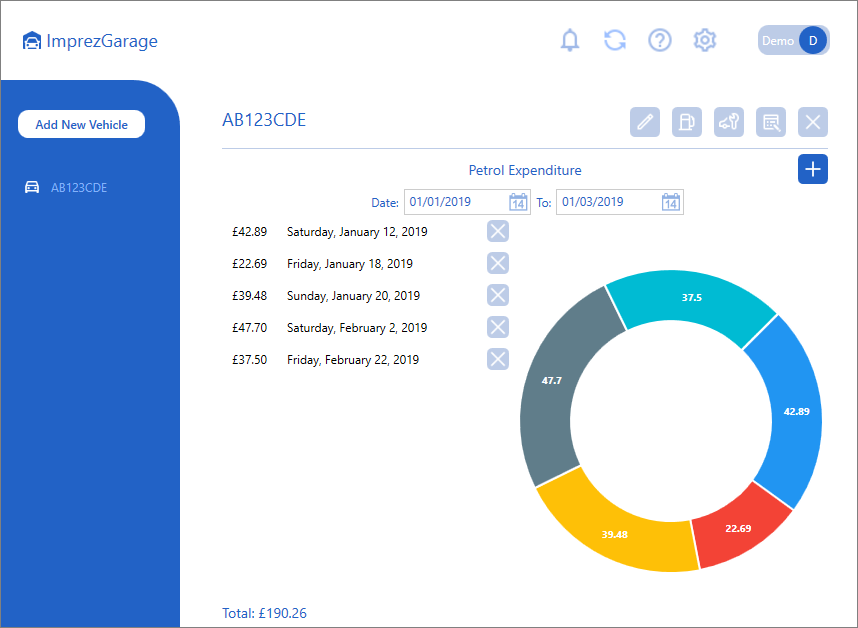 ImprezGarage
Demo D
Add New Vehicle
AB123CDE
AB123CDE
Petrol Expenditure
Date: 01/01/2019 14 To: 01/03/2019 14
£42.89 Saturday, January 12, 2019
£22.69 Friday, January 18, 2019
£39.48 Sunday, January 20, 2019
£47.70 Saturday, February 2, 2019
£37.50 Friday, February 22, 2019
37.5
47.7
42.89
22.69
39.48
Total: £190.26